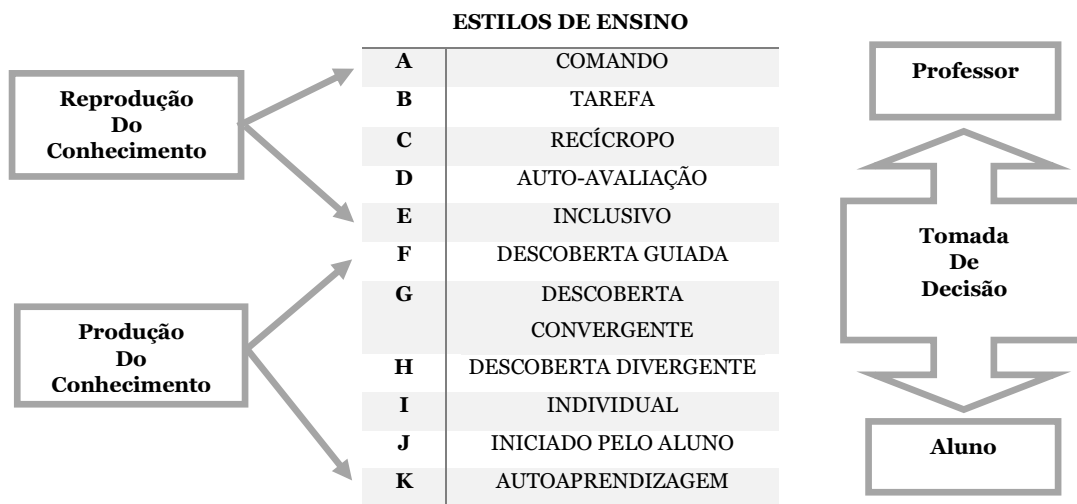 ESTILOS DE ENSINO
Reprodução
Do
Conhecimento
Produção
Do
Conhecimento
A COMANDO
B TAREFA
C RECÍCROPO
D AUTO-AVALIAÇÃO
E INCLUSIVO
F DESCOBERTA GUIADA
G DESCOBERTA
CONVERGENTE
H DESCOBERTA DIVERGENTE
I INDIVIDUAL
J INICIADO PELO ALUNO
K AUTOAPRENDIZAGEM
Professor
Tomada
De
Decisão
Aluno